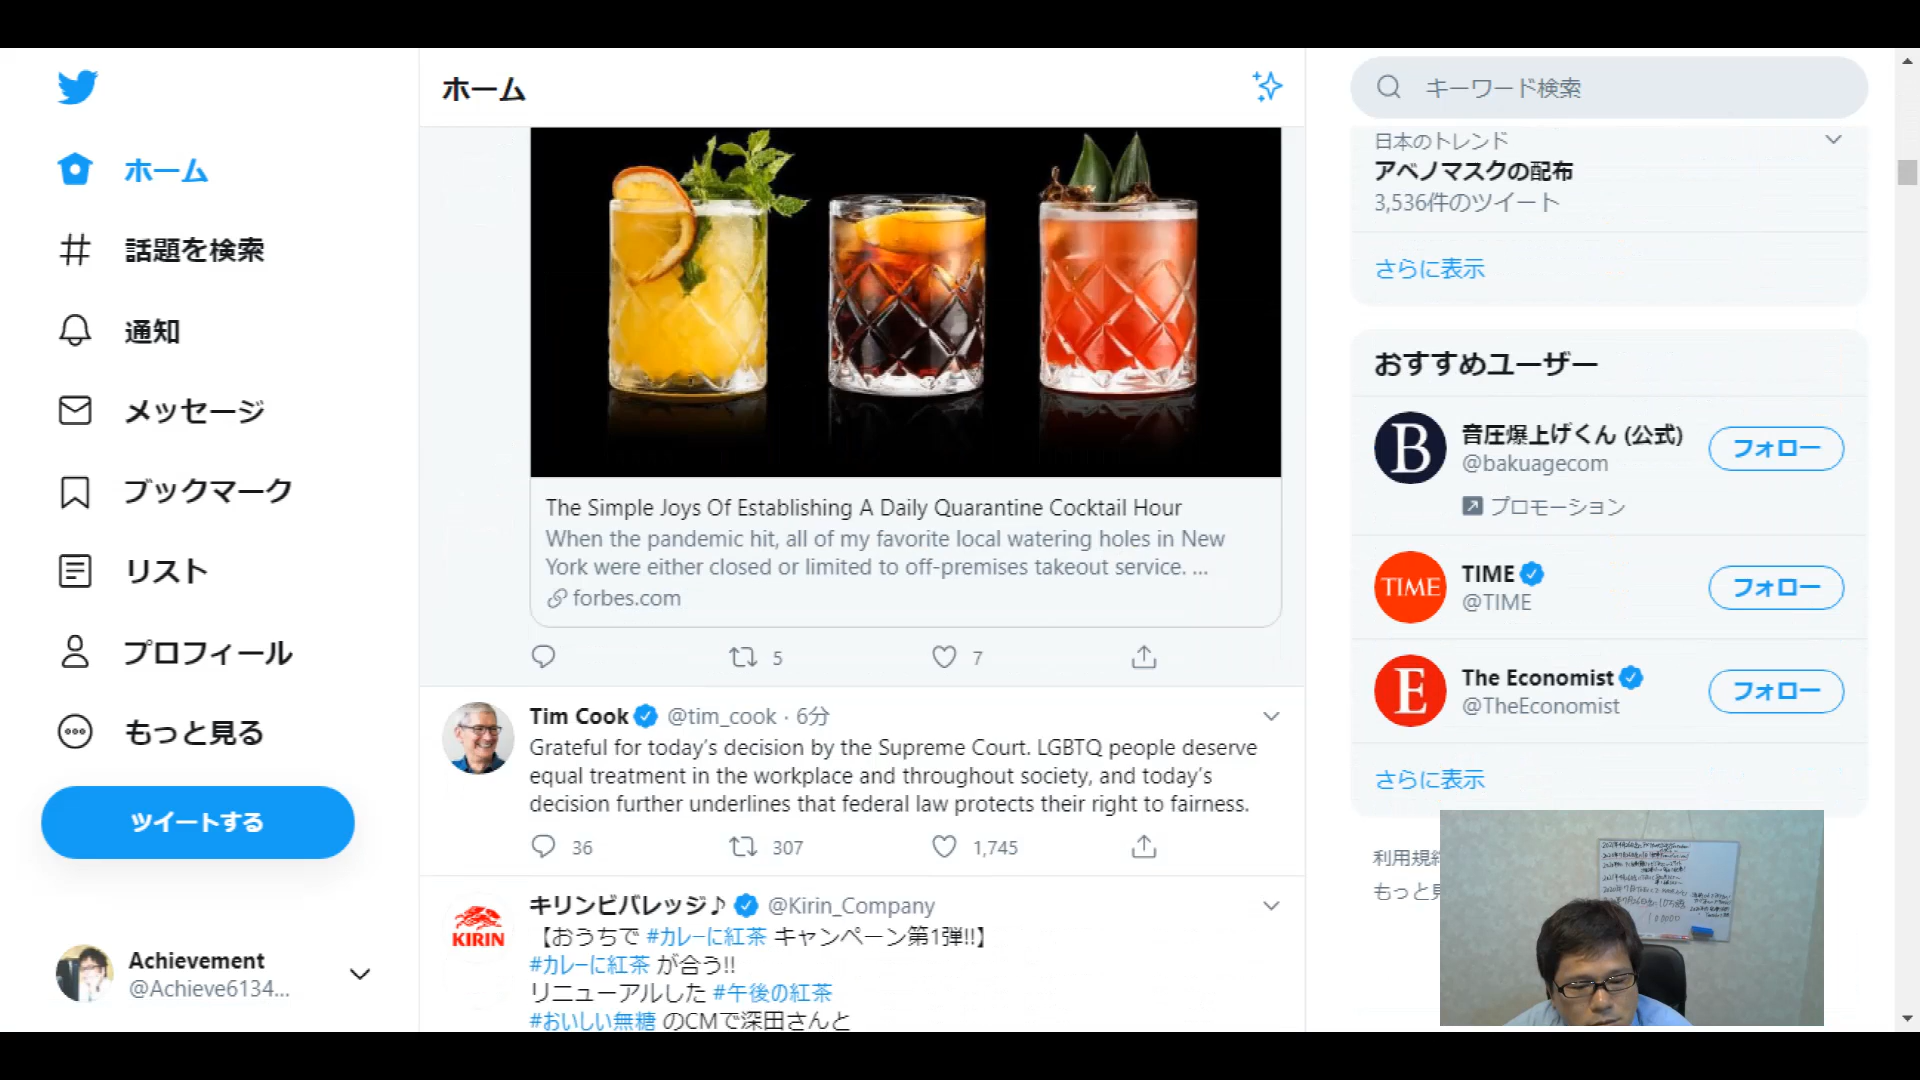 ホーム
話題を検索
通知
メッセージ
ブックマーク
リスト
プロフィール
もっと見る
ツイートする
Achievement
@Achieve6134...
ホーム
The Simple Joys Of Establishing A Daily Quarantine Cocktail Hour
When the pandemic hit, all of my favorite local watering holes in New
York were either closed or limited to off-premises takeout service. ...
forbes.com
5 7
Tim Cook @tim_cook · 6分
Grateful for today’s decision by the Supreme Court. LGBTQ people deserve
equal treatment in the workplace and throughout society, and today’s
decision further underlines that federal law protects their right to fairness.
36 307 1,745
KIRIN
キリンビバレッジ♪ @Kirin_Company
【おうちで #カレーに紅茶 キャンペーン第1弾!!】
#カレーに紅茶 が合う!!
リニューアルした #午後の紅茶
#おいしい無糖 のCMで深田さんと
キーワード検索
日本のトレンド
アベノマスクの配布
3,536件のツイート
さらに表示
おすすめユーザー
B
音圧爆上げくん (公式)
@bakuagecom
フォロー
プロモーション
TIME
TIME
@TIME
フォロー
E
The Economist
@TheEconomist
フォロー
さらに表示
利用規約
もっと見